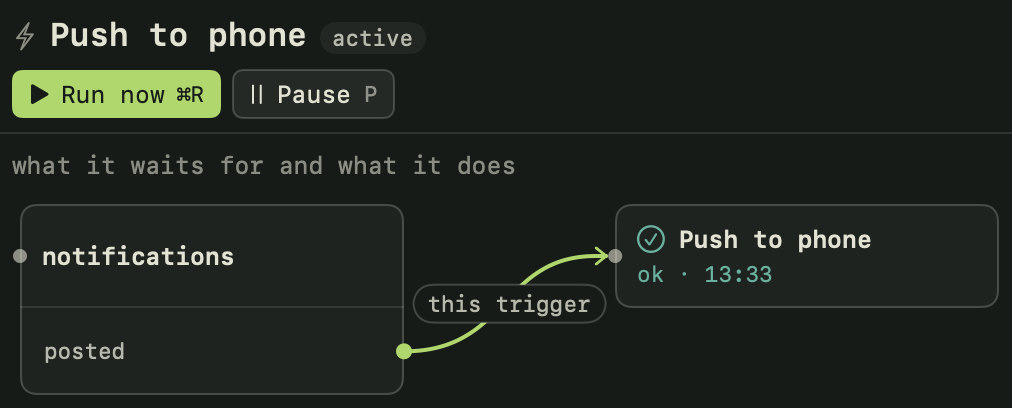 Push to phone active
Run now ⌘R Pause P
what it waits for and what it does
notifications
Push to phone
ok · 13:33
this trigger
posted